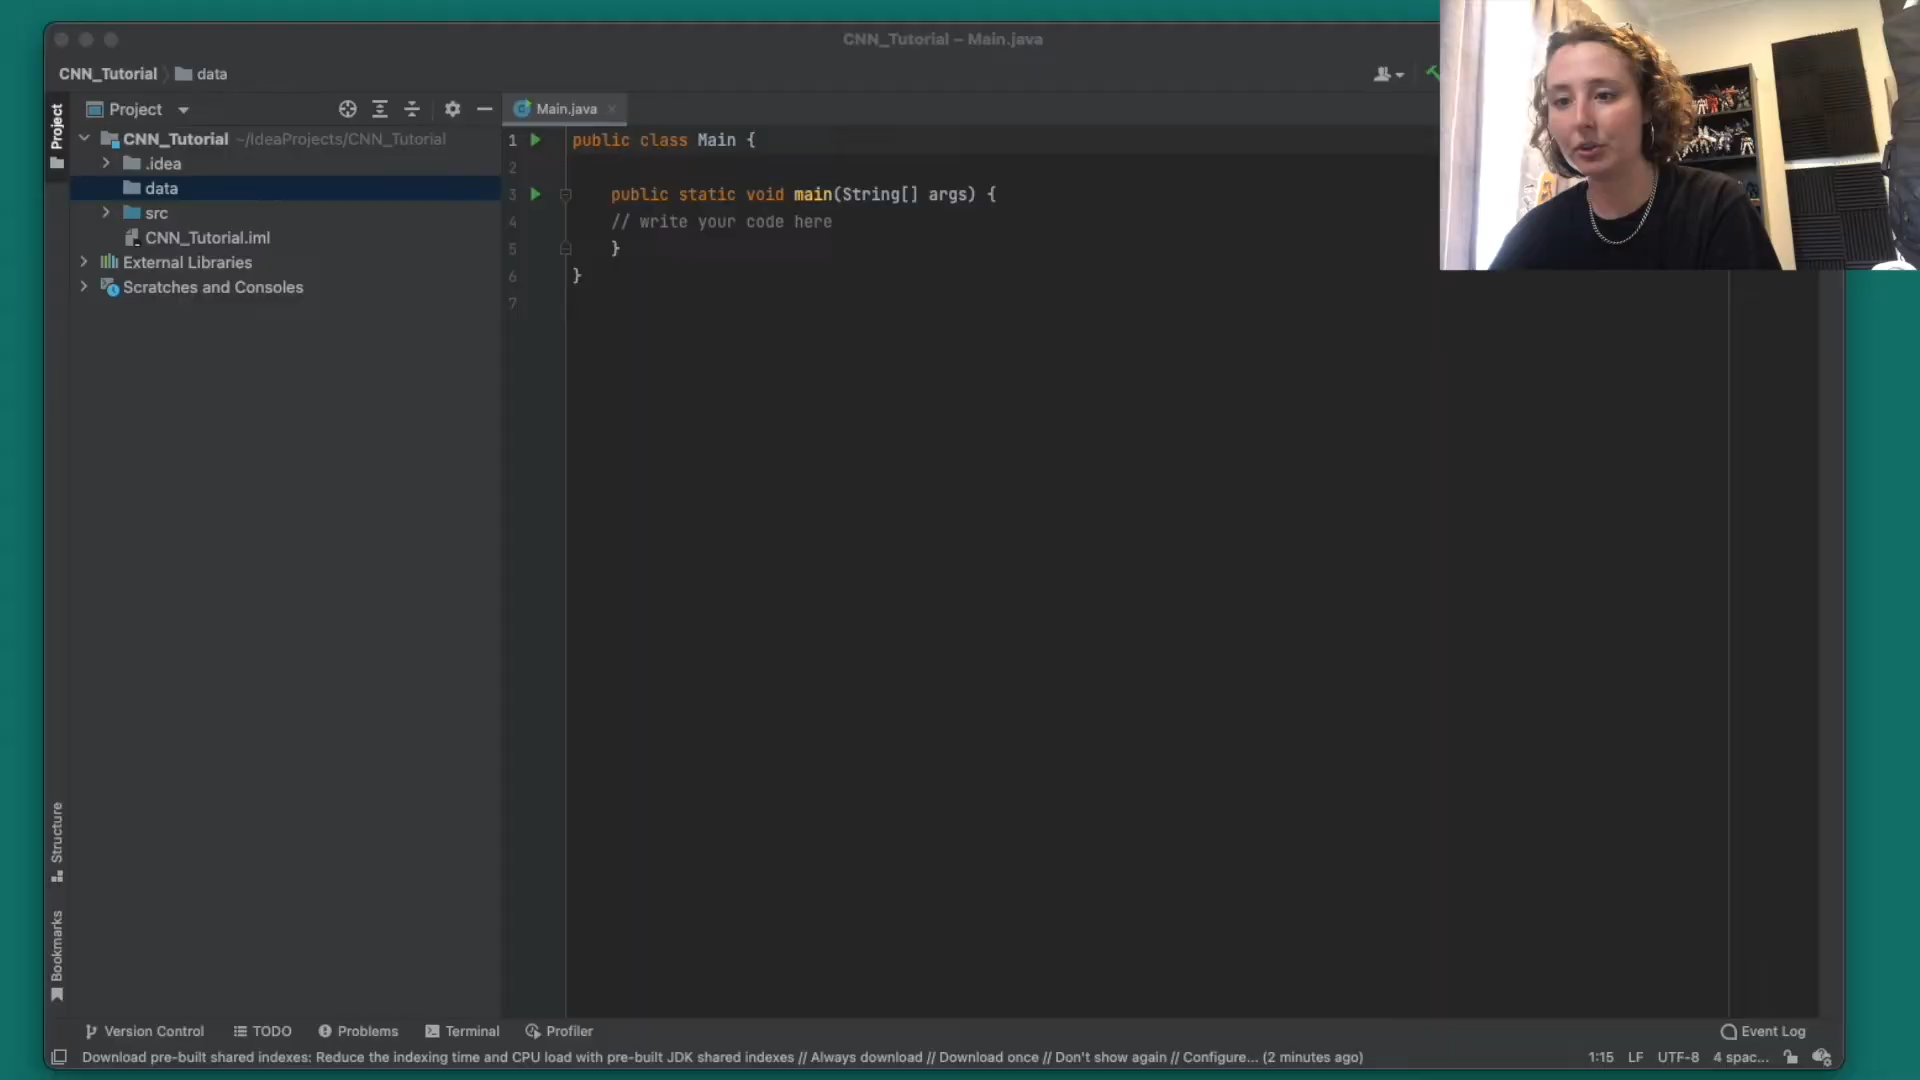 CNN_Tutorial – Main.java
CNN_Tutorial data
Project
Project
Main.java
CNN_Tutorial ~/IdeaProjects/CNN_Tutorial
.idea
data
src
CNN_Tutorial.iml
External Libraries
Scratches and Consoles
1 public class Main {
2
3 public static void main(String[] args) {
4 // write your code here
5 }
6 }
7
Structure
Bookmarks
Version Control TODO Problems Terminal Profiler Event Log
Download pre-built shared indexes: Reduce the indexing time and CPU load with pre-built JDK shared indexes // Always download // Download once // Don't show again // Configure... (2 minutes ago) 1:15 LF UTF-8 4 spac...